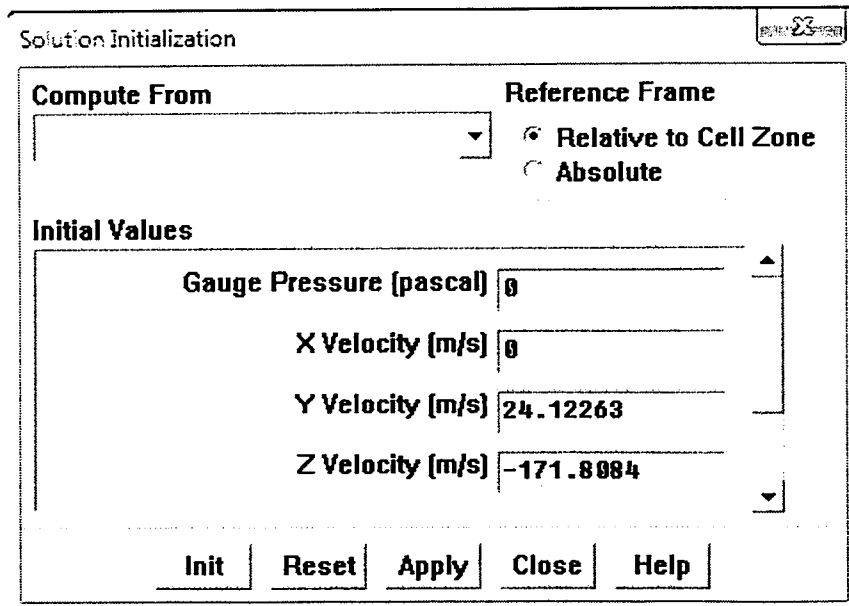 Solution Initialization
Compute From
Reference Frame
Relative to Cell Zone
Absolute
Initial Values
Gauge Pressure (pascal) 0
X Velocity (m/s) 0
Y Velocity (m/s) 24.12263
Z Velocity (m/s) -171.8084
Init Reset Apply Close Help